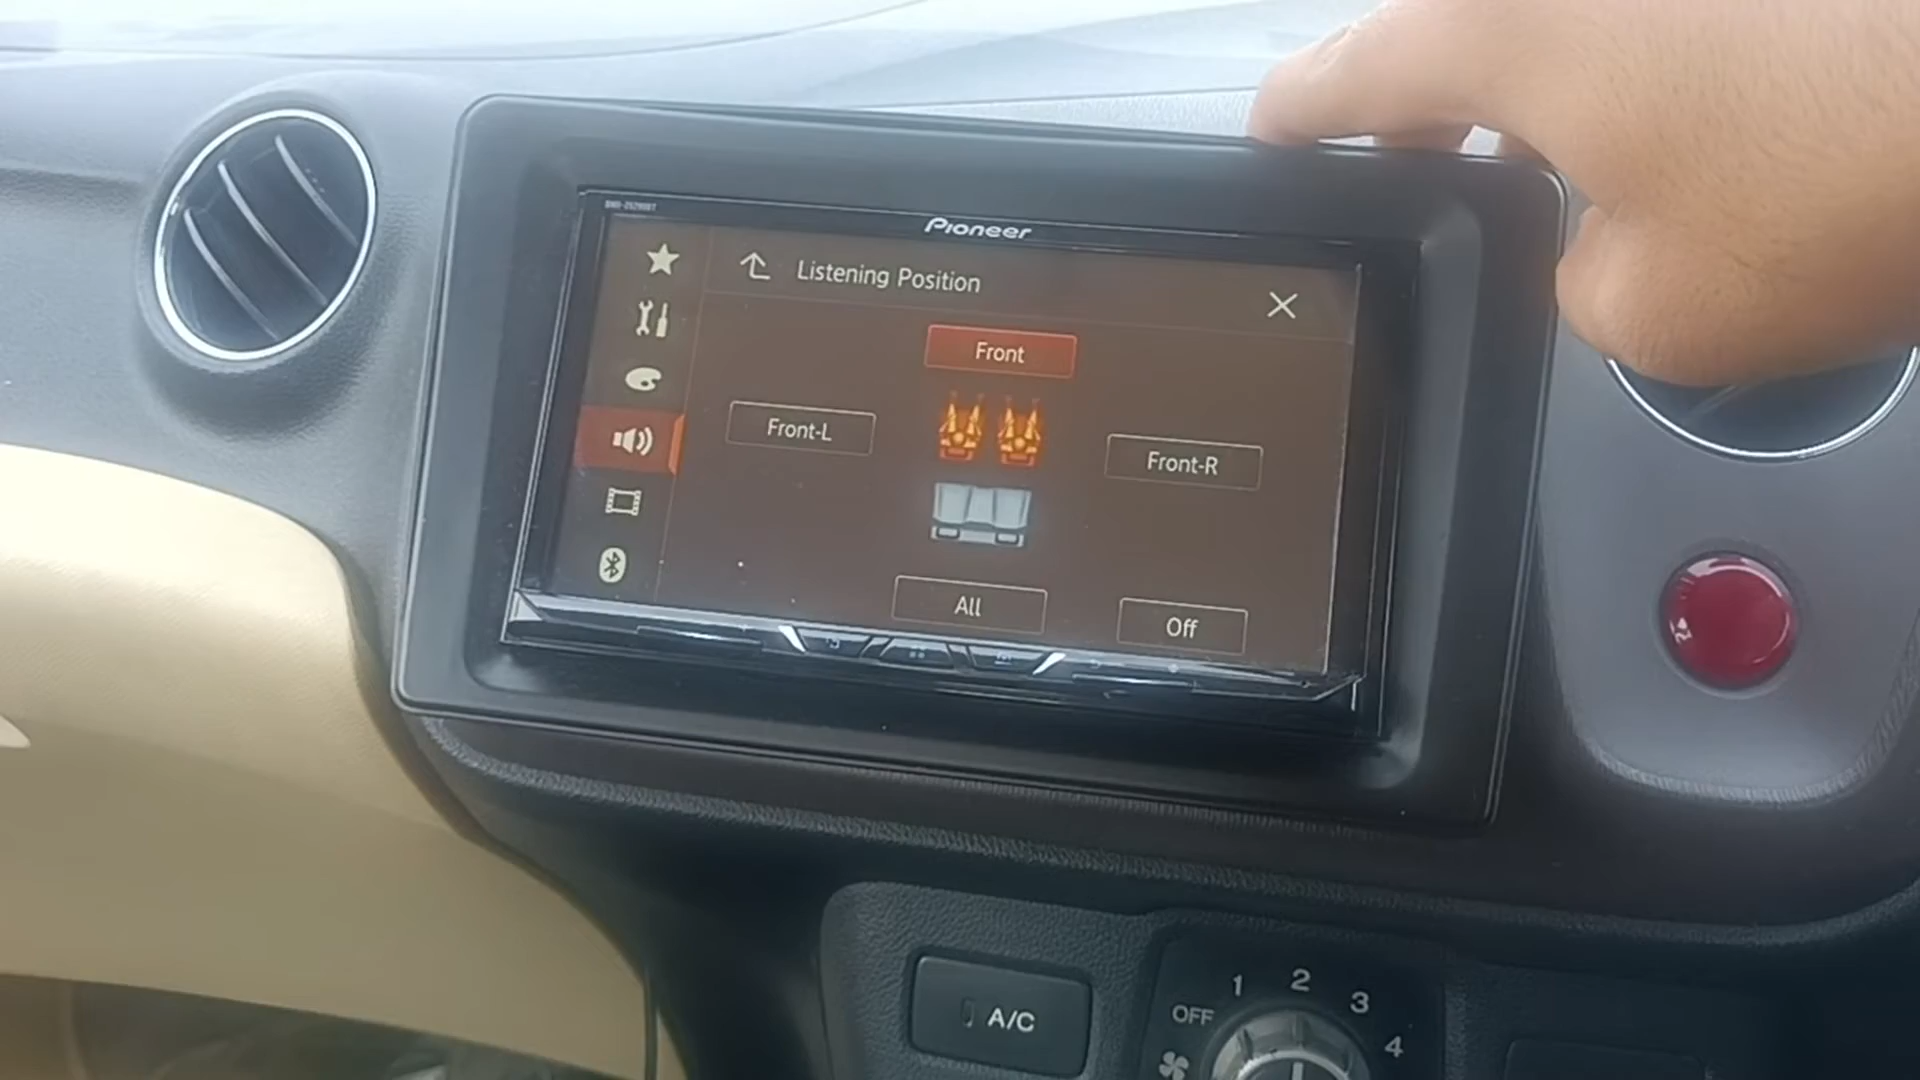 Pioneer
Listening Position
Front
Front-L
Front-R
All
Off
A/C
OFF
1
2
3
4